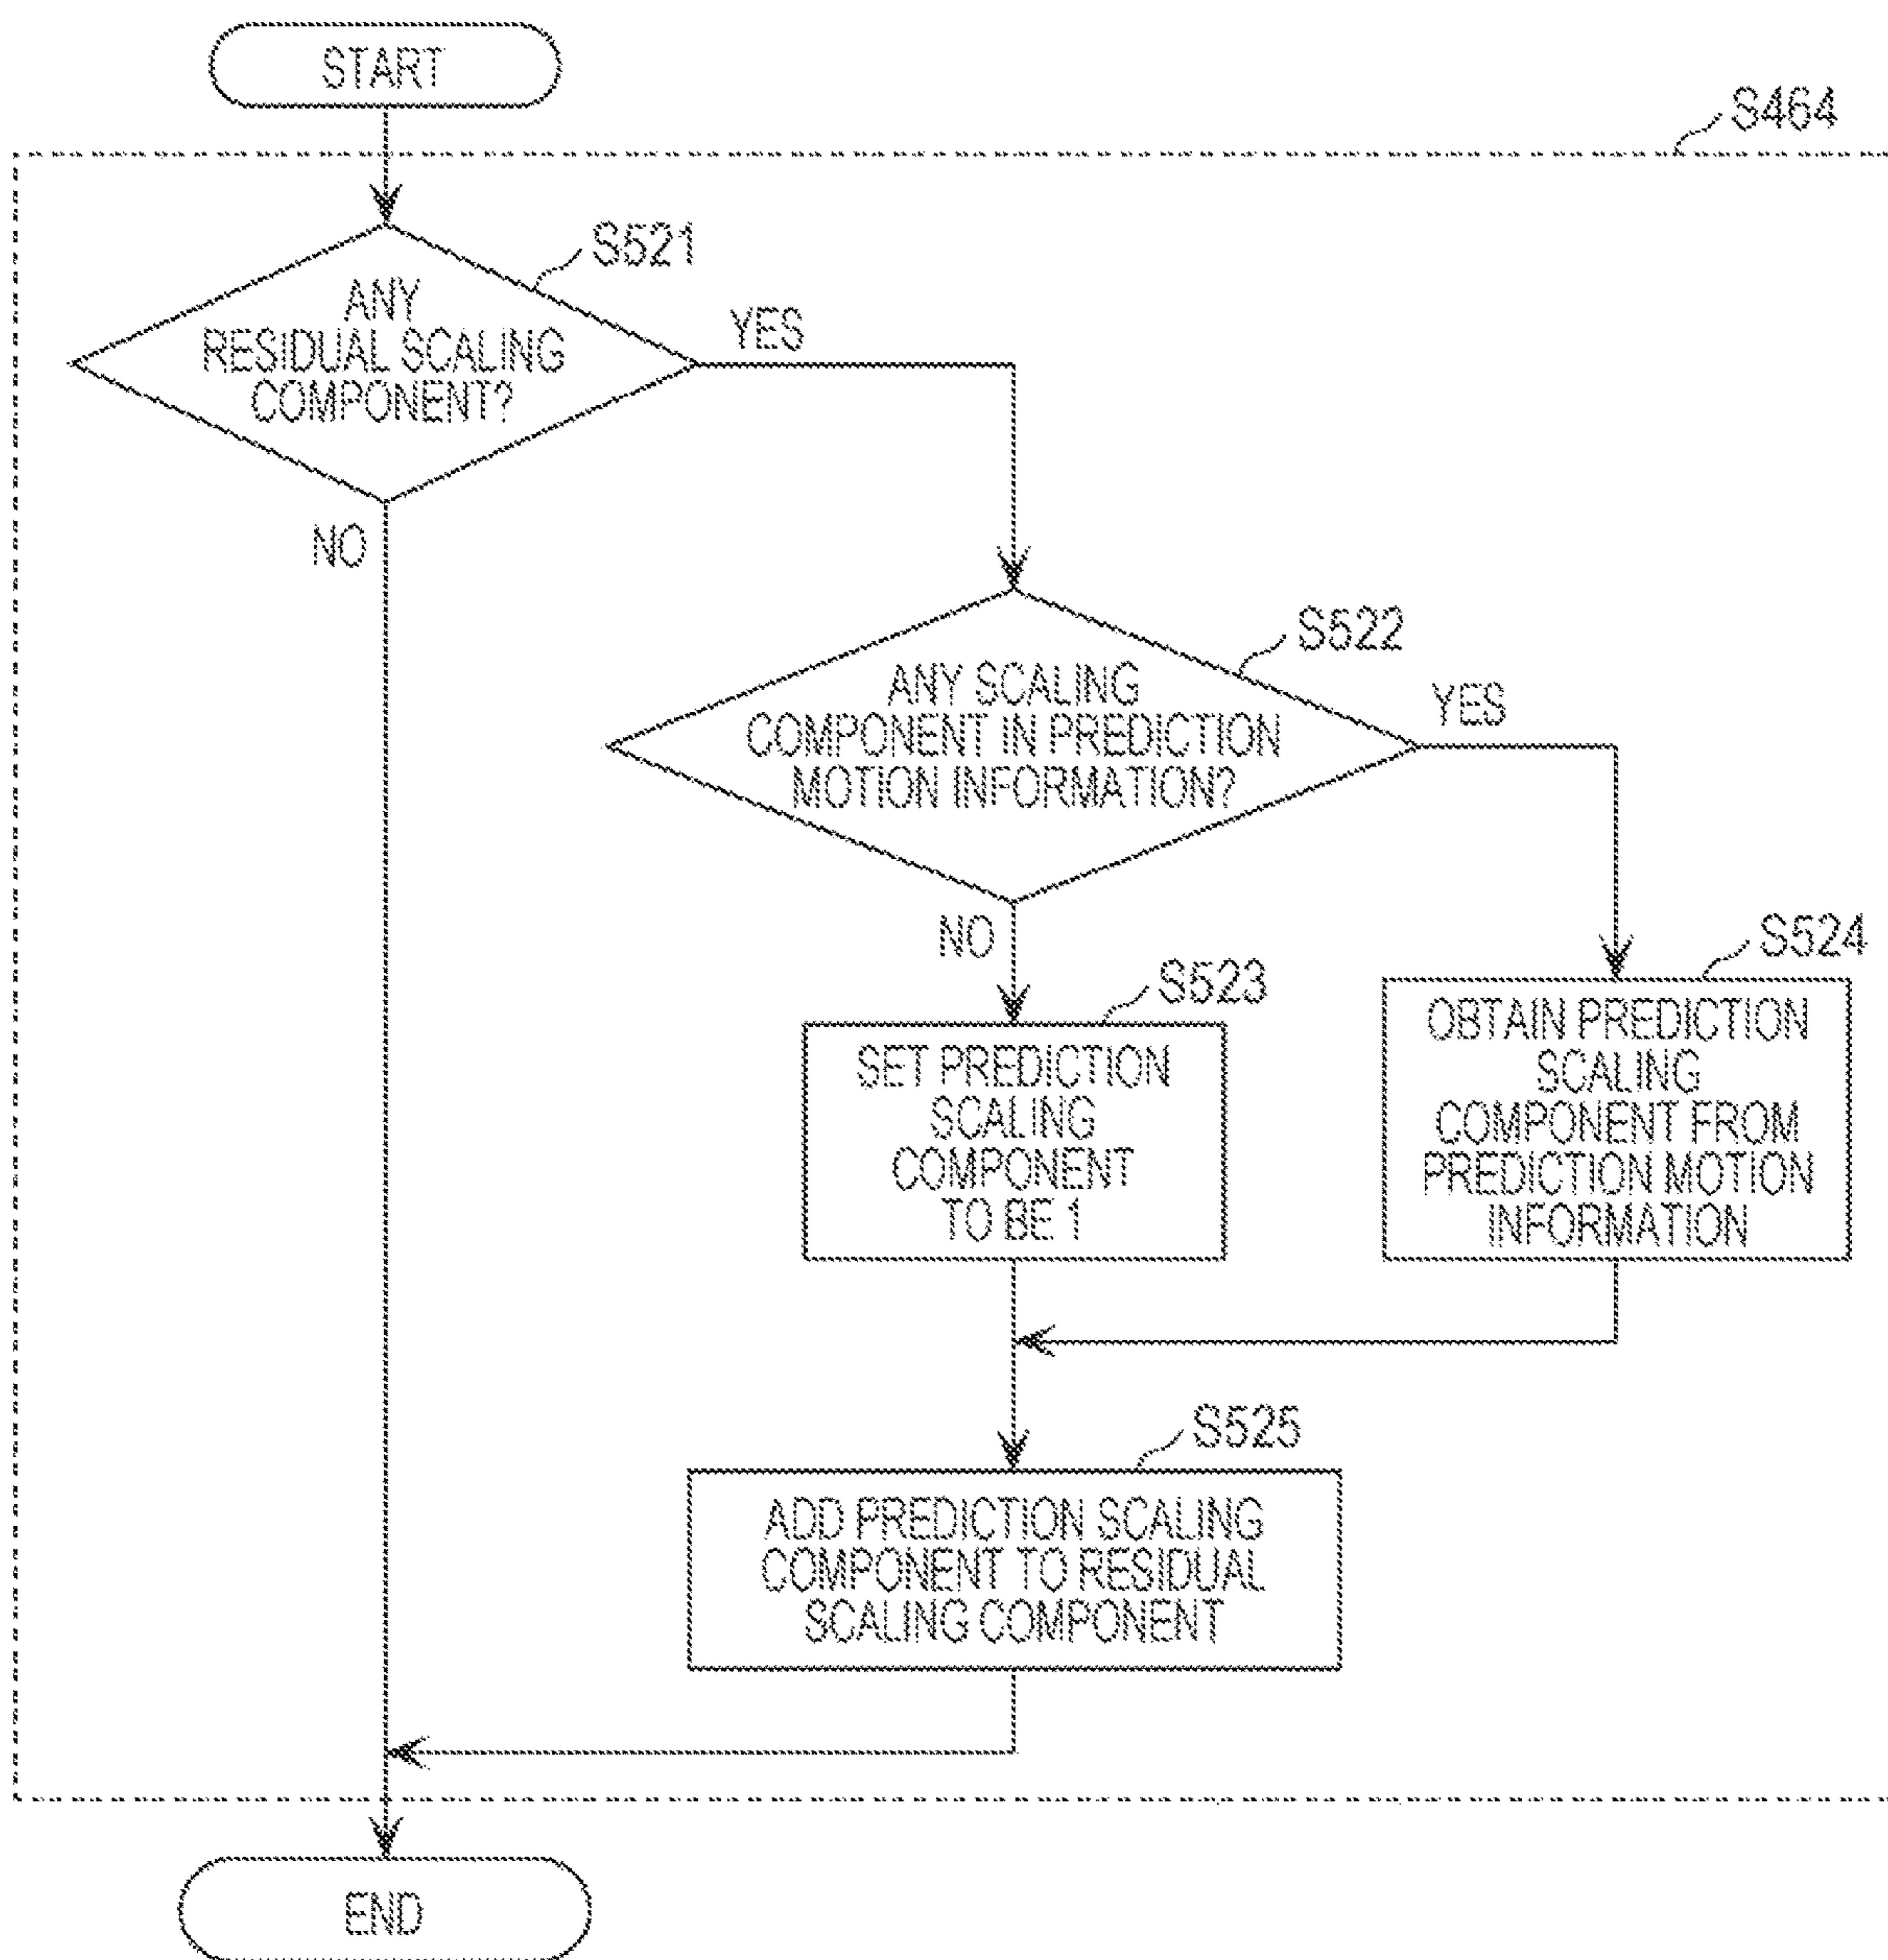 START
S464
S521
ANY
RESIDUAL SCALING
COMPONENT?
YES
NO
S522
ANY SCALING
COMPONENT IN PREDICTION
MOTION INFORMATION?
YES
NO
S523
SET PREDICTION
SCALING
COMPONENT
TO BE 1
S524
OBTAIN PREDICTION
SCALING
COMPONENT FROM
PREDICTION MOTION
INFORMATION
S525
ADD PREDICTION SCALING
COMPONENT TO RESIDUAL
SCALING COMPONENT
END